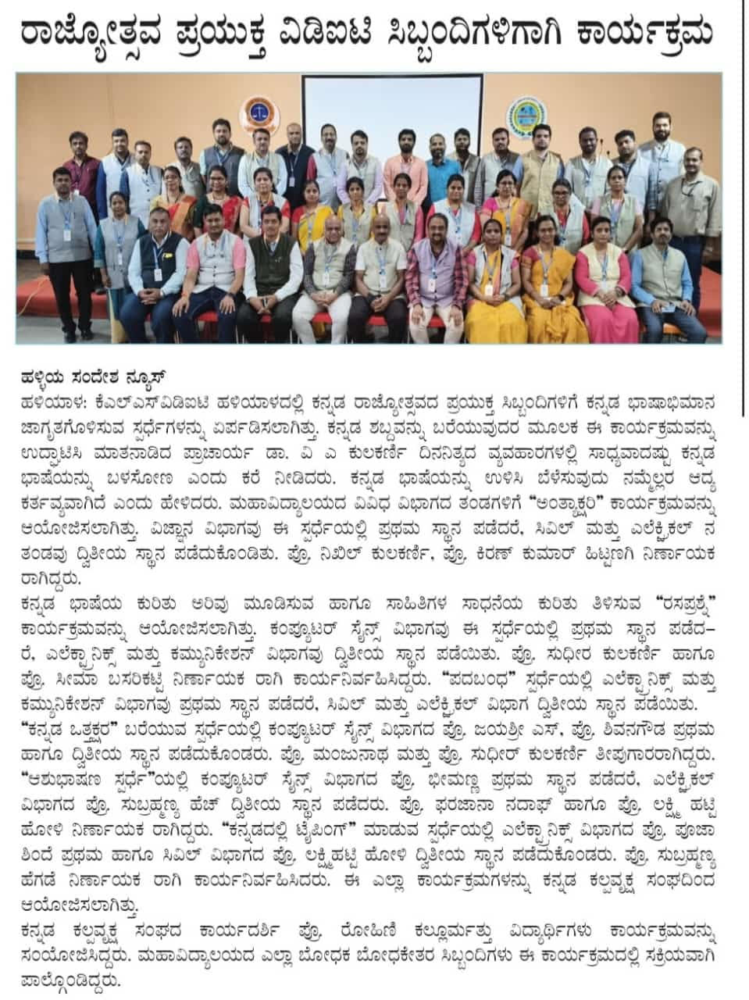 ರಾಜ್ಯೋತ್ಸವ ಪ್ರಯುಕ್ತ ವಿಡಿಐಟಿ ಸಿಬ್ಬಂದಿಗಳಿಗಾಗಿ ಕಾರ್ಯಕ್ರಮ
ಹಳ್ಳಿಯ ಸಂದೇಶ ನ್ಯೂಸ್
ಹಳಿಯಾಳ: ಕೆಎಲ್‌ಎಸ್‌ವಿಡಿಐಟಿ ಹಳಿಯಾಳದಲ್ಲಿ ಕನ್ನಡ ರಾಜ್ಯೋತ್ಸವದ ಪ್ರಯುಕ್ತ ಸಿಬ್ಬಂದಿಗಳಿಗೆ ಕನ್ನಡ ಭಾಷಾಭಿಮಾನ
ಜಾಗೃತಗೊಳಿಸುವ ಸ್ಪರ್ಧೆಗಳನ್ನು ಏರ್ಪಡಿಸಲಾಗಿತ್ತು. ಕನ್ನಡ ಶಬ್ದವನ್ನು ಬರೆಯುವುದರ ಮೂಲಕ ಈ ಕಾರ್ಯಕ್ರಮವನ್ನು
ಉದ್ಘಾಟಿಸಿ ಮಾತನಾಡಿದ ಪ್ರಾಚಾರ್ಯ ಡಾ. ವಿ ಎ ಕುಲಕರ್ಣಿ ದಿನನಿತ್ಯದ ವ್ಯವಹಾರಗಳಲ್ಲಿ ಸಾಧ್ಯವಾದಷ್ಟು ಕನ್ನಡ
ಭಾಷೆಯನ್ನು ಬಳಸೋಣ ಎಂದು ಕರೆ ನೀಡಿದರು. ಕನ್ನಡ ಭಾಷೆಯನ್ನು ಉಳಿಸಿ ಬೆಳೆಸುವುದು ನಮ್ಮೆಲ್ಲರ ಆದ್ಯ
ಕರ್ತವ್ಯವಾಗಿದೆ ಎಂದು ಹೇಳಿದರು. ಮಹಾವಿದ್ಯಾಲಯದ ವಿವಿಧ ವಿಭಾಗದ ತಂಡಗಳಿಗೆ “ಅಂತ್ಯಾಕ್ಷರಿ” ಕಾರ್ಯಕ್ರಮವನ್ನು
ಆಯೋಜಿಸಲಾಗಿತ್ತು. ವಿಜ್ಞಾನ ವಿಭಾಗವು ಈ ಸ್ಪರ್ಧೆಯಲ್ಲಿ ಪ್ರಥಮ ಸ್ಥಾನ ಪಡೆದರೆ, ಸಿವಿಲ್ ಮತ್ತು ಎಲೆಕ್ಟ್ರಿಕಲ್ ನ
ತಂಡವು ದ್ವಿತೀಯ ಸ್ಥಾನ ಪಡೆದುಕೊಂಡಿತು. ಪ್ರೊ. ನಿಖಿಲ್ ಕುಲಕರ್ಣಿ, ಪ್ರೊ. ಕಿರಣ್ ಕುಮಾರ್ ಹಿಟ್ಟಣಗಿ ನಿರ್ಣಾಯಕ
ರಾಗಿದ್ದರು.
ಕನ್ನಡ ಭಾಷೆಯ ಕುರಿತು ಅರಿವು ಮೂಡಿಸುವ ಹಾಗೂ ಸಾಹಿತಿಗಳ ಸಾಧನೆಯ ಕುರಿತು ತಿಳಿಸುವ “ರಸಪ್ರಶ್ನೆ”
ಕಾರ್ಯಕ್ರಮವನ್ನು ಆಯೋಜಿಸಲಾಗಿತ್ತು. ಕಂಪ್ಯೂಟರ್ ಸೈನ್ಸ್ ವಿಭಾಗವು ಈ ಸ್ಪರ್ಧೆಯಲ್ಲಿ ಪ್ರಥಮ ಸ್ಥಾನ ಪಡೆದ-
ರೆ, ಎಲೆಕ್ಟ್ರಾನಿಕ್ಸ್ ಮತ್ತು ಕಮ್ಯುನಿಕೇಶನ್ ವಿಭಾಗವು ದ್ವಿತೀಯ ಸ್ಥಾನ ಪಡೆಯಿತು. ಪ್ರೊ. ಸುಧೀರ ಕುಲಕರ್ಣಿ ಹಾಗೂ
ಪ್ರೊ. ಸೀಮಾ ಬಸರಿಕಟ್ಟಿ ನಿರ್ಣಾಯಕ ರಾಗಿ ಕಾರ್ಯನಿರ್ವಹಿಸಿದ್ದರು. “ಪದಬಂಧ” ಸ್ಪರ್ಧೆಯಲ್ಲಿ ಎಲೆಕ್ಟ್ರಾನಿಕ್ಸ್ ಮತ್ತು
ಕಮ್ಯುನಿಕೇಶನ್ ವಿಭಾಗವು ಪ್ರಥಮ ಸ್ಥಾನ ಪಡೆದರೆ, ಸಿವಿಲ್ ಮತ್ತು ಎಲೆಕ್ಟ್ರಿಕಲ್ ವಿಭಾಗ ದ್ವಿತೀಯ ಸ್ಥಾನ ಪಡೆಯಿತು.
“ಕನ್ನಡ ಒತ್ತಕ್ಷರ” ಬರೆಯುವ ಸ್ಪರ್ಧೆಯಲ್ಲಿ ಕಂಪ್ಯೂಟರ್ ಸೈನ್ಸ್ ವಿಭಾಗದ ಪ್ರೊ. ಜಯಶ್ರೀ ಎಸ್, ಪ್ರೊ. ಶಿವನಗೌಡ ಪ್ರಥಮ
ಹಾಗೂ ದ್ವಿತೀಯ ಸ್ಥಾನ ಪಡೆದುಕೊಂಡರು. ಪ್ರೊ. ಮಂಜುನಾಥ ಮತ್ತು ಪ್ರೊ. ಸುಧೀರ್ ಕುಲಕರ್ಣಿ ತೀಪುಗಾರರಾಗಿದ್ದರು.
“ಆಶುಭಾಷಣ ಸ್ಪರ್ಧೆ”ಯಲ್ಲಿ ಕಂಪ್ಯೂಟರ್ ಸೈನ್ಸ್ ವಿಭಾಗದ ಪ್ರೊ. ಭೀಮಣ್ಣ ಪ್ರಥಮ ಸ್ಥಾನ ಪಡೆದರೆ, ಎಲೆಕ್ಟ್ರಿಕಲ್
ವಿಭಾಗದ ಪ್ರೊ. ಸುಬ್ರಹ್ಮಣ್ಯ ಹೆಚ್ ದ್ವಿತೀಯ ಸ್ಥಾನ ಪಡೆದರು. ಪ್ರೊ. ಫರಜಾನಾ ನದಾಫ್ ಹಾಗೂ ಪ್ರೊ. ಲಕ್ಷ್ಮಿ ಹಟ್ಟಿ
ಹೋಳಿ ನಿರ್ಣಾಯಕ ರಾಗಿದ್ದರು. “ಕನ್ನಡದಲ್ಲಿ ಟೈಪಿಂಗ್” ಮಾಡುವ ಸ್ಪರ್ಧೆಯಲ್ಲಿ ಎಲೆಕ್ಟ್ರಾನಿಕ್ಸ್ ವಿಭಾಗದ ಪ್ರೊ. ಪೂಜಾ
ಶಿಂದೆ ಪ್ರಥಮ ಹಾಗೂ ಸಿವಿಲ್ ವಿಭಾಗದ ಪ್ರೊ. ಲಕ್ಷ್ಮಿಹಟ್ಟಿ ಹೋಳಿ ದ್ವಿತೀಯ ಸ್ಥಾನ ಪಡೆದುಕೊಂಡರು. ಪ್ರೊ. ಸುಬ್ರಹ್ಮಣ್ಯ
ಹೆಗಡೆ ನಿರ್ಣಾಯಕ ರಾಗಿ ಕಾರ್ಯನಿರ್ವಹಿಸಿದರು. ಈ ಎಲ್ಲಾ ಕಾರ್ಯಕ್ರಮಗಳನ್ನು ಕನ್ನಡ ಕಲ್ಪವೃಕ್ಷ ಸಂಘದಿಂದ
ಆಯೋಜಿಸಲಾಗಿತ್ತು.
ಕನ್ನಡ ಕಲ್ಪವೃಕ್ಷ ಸಂಘದ ಕಾರ್ಯದರ್ಶಿ ಪ್ರೊ. ರೋಹಿಣಿ ಕಲ್ಲೂರ್ಮತ್ತು ವಿದ್ಯಾರ್ಥಿಗಳು ಕಾರ್ಯಕ್ರಮವನ್ನು
ಸಂಯೋಜಿಸಿದ್ದರು. ಮಹಾವಿದ್ಯಾಲಯದ ಎಲ್ಲಾ ಬೋಧಕ ಬೋಧಕೇತರ ಸಿಬ್ಬಂದಿಗಳು ಈ ಕಾರ್ಯಕ್ರಮದಲ್ಲಿ ಸಕ್ರಿಯವಾಗಿ
ಪಾಲ್ಗೊಂಡಿದ್ದರು.